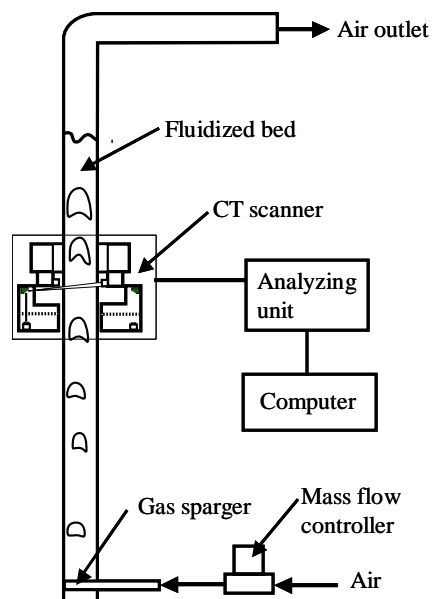 Air outlet
Fluidized bed
CT scanner
Analyzing
unit
Computer
Gas sparger
Mass flow
controller
Air